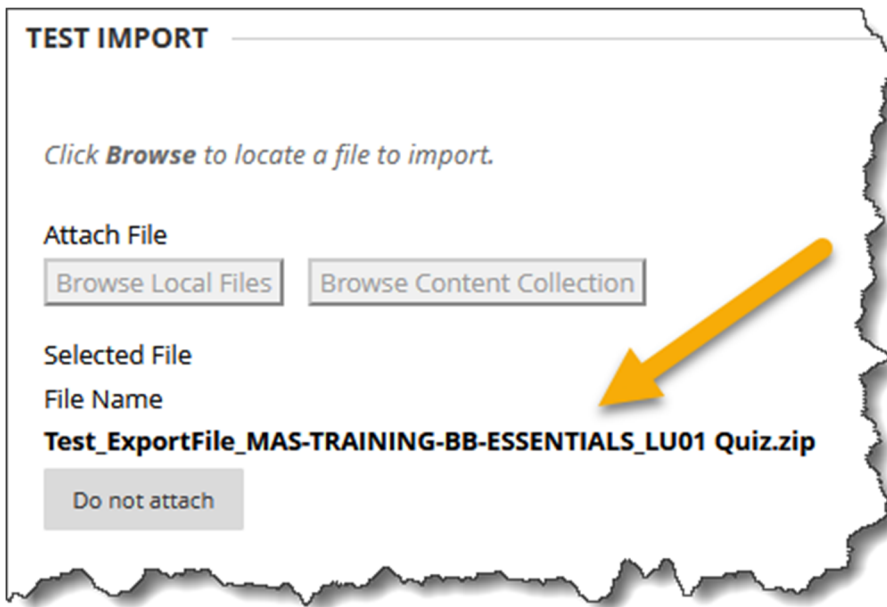 TEST IMPORT
Click Browse to locate a file to import.
Attach File
Browse Local Files Browse Content Collection
Selected File
File Name
Test_ExportFile_MAS-TRAINING-BB-ESSENTIALS_LU01 Quiz.zip
Do not attach